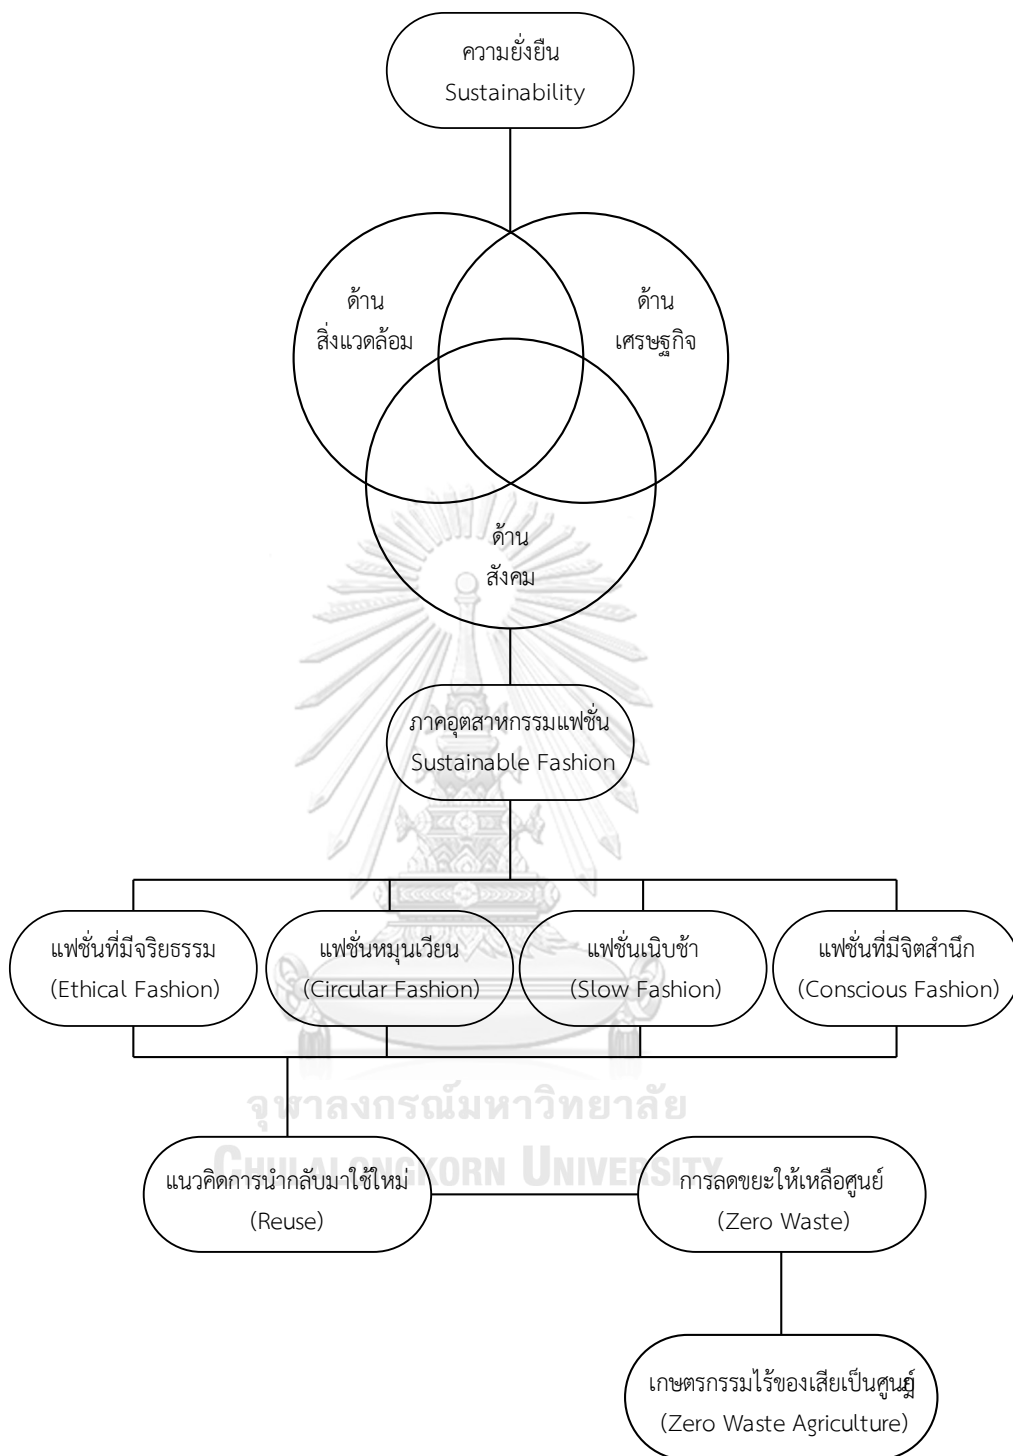 ความยั่งยืน
Sustainability
ด้าน
สิ่งแวดล้อม
ด้าน
เศรษฐกิจ
ด้าน
สังคม
ภาคอุตสาหกรรมแฟชั่น
Sustainable Fashion
แฟชั่นที่มีจริยธรรม
(Ethical Fashion)
แฟชั่นหมุนเวียน
(Circular Fashion)
แฟชั่นเนิบช้า
(Slow Fashion)
แฟชั่นที่มีจิตสำนึก
(Conscious Fashion)
จุฬาลงกรณ์มหาวิทยาลัย
CHULALONGKORN UNIVERSITY
แนวคิดการนำกลับมาใช้ใหม่
(Reuse)
การลดขยะให้เหลือศูนย์
(Zero Waste)
เกษตรกรรมไร้ของเสียเป็นศูนย์
(Zero Waste Agriculture)